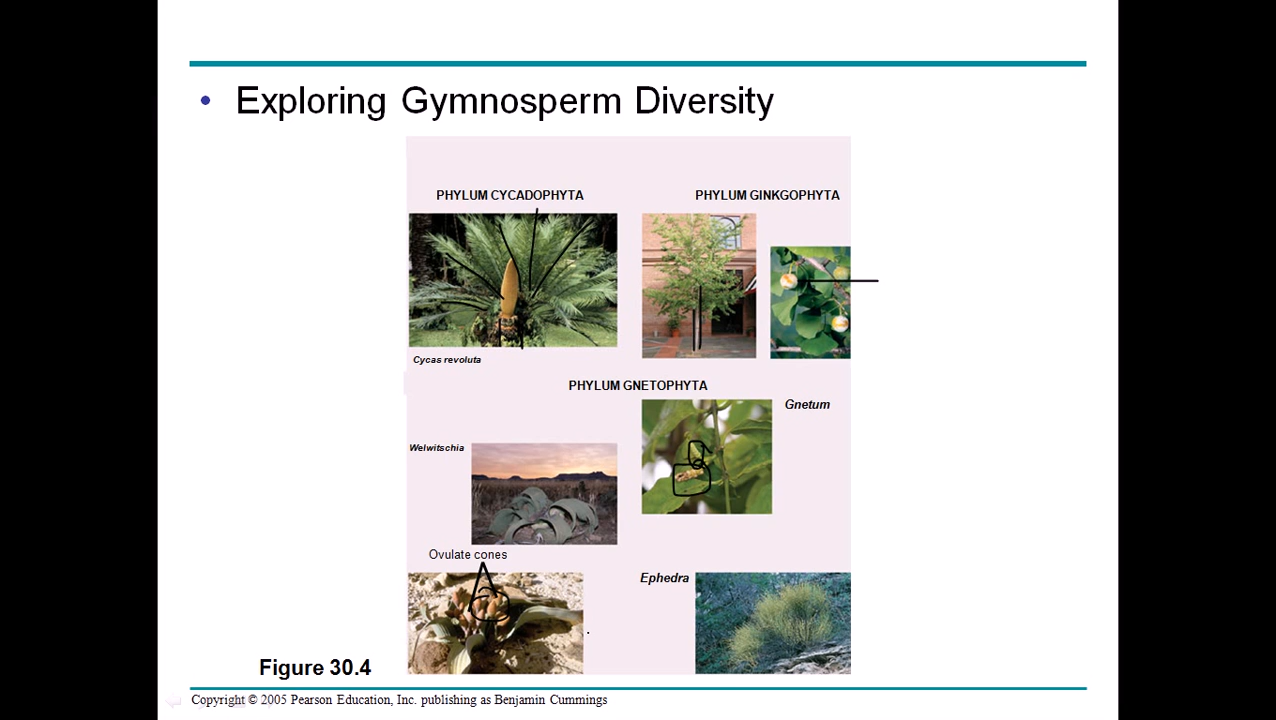 • Exploring Gymnosperm Diversity
PHYLUM CYCADOPHYTA
PHYLUM GINKGOPHYTA
Cycas revoluta
PHYLUM GNETOPHYTA
Gnetum
Welwitschia
Ovulate cones
Ephedra
Figure 30.4
Copyright © 2005 Pearson Education, Inc. publishing as Benjamin Cummings